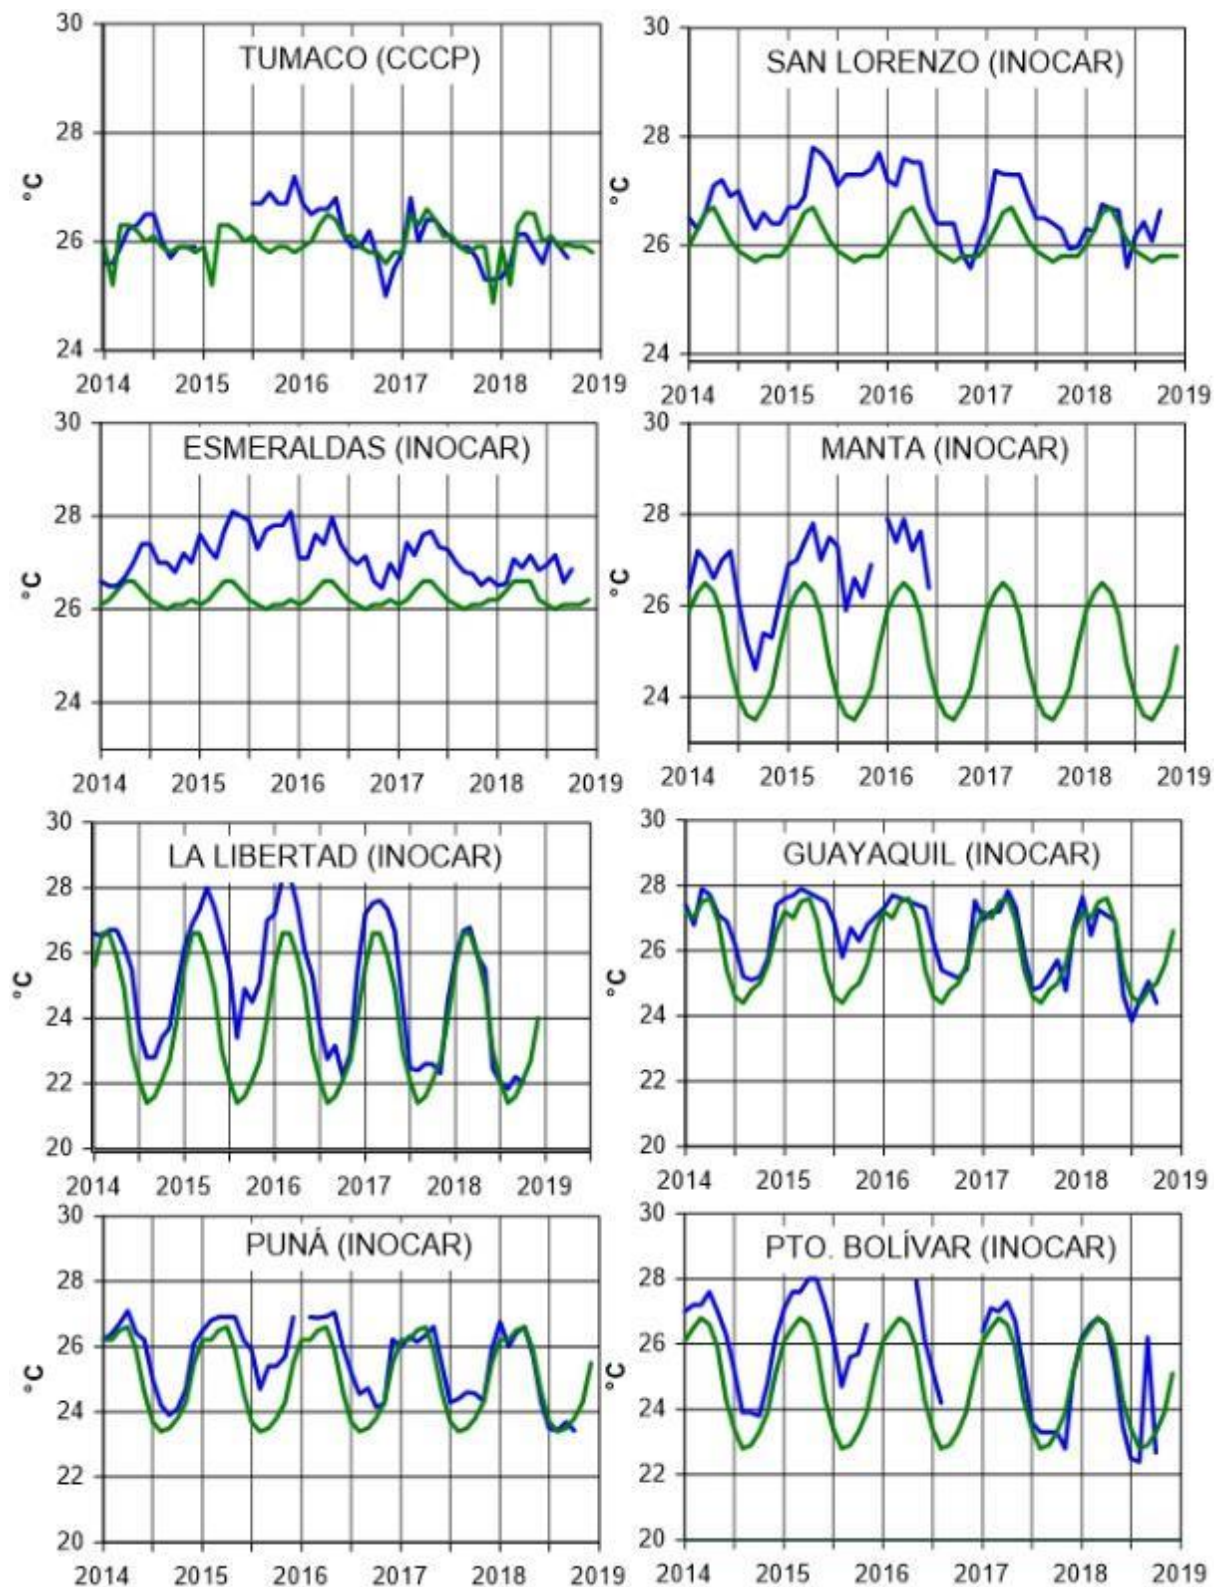 TUMACO (CCCP)
30
28
26
24
°C
2014 2015 2016 2017 2018 2019
SAN LORENZO (INOCAR)
30
28
26
24
°C
2014 2015 2016 2017 2018 2019
ESMERALDAS (INOCAR)
30
28
26
24
°C
2014 2015 2016 2017 2018 2019
MANTA (INOCAR)
30
28
26
24
°C
2014 2015 2016 2017 2018 2019
LA LIBERTAD (INOCAR)
30
28
26
24
22
20
°C
2014 2015 2016 2017 2018 2019
GUAYAQUIL (INOCAR)
30
28
26
24
22
20
°C
2014 2015 2016 2017 2018 2019
PUNÁ (INOCAR)
30
28
26
24
22
20
°C
2014 2015 2016 2017 2018 2019
PTO. BOLÍVAR (INOCAR)
30
28
26
24
22
20
°C
2014 2015 2016 2017 2018 2019